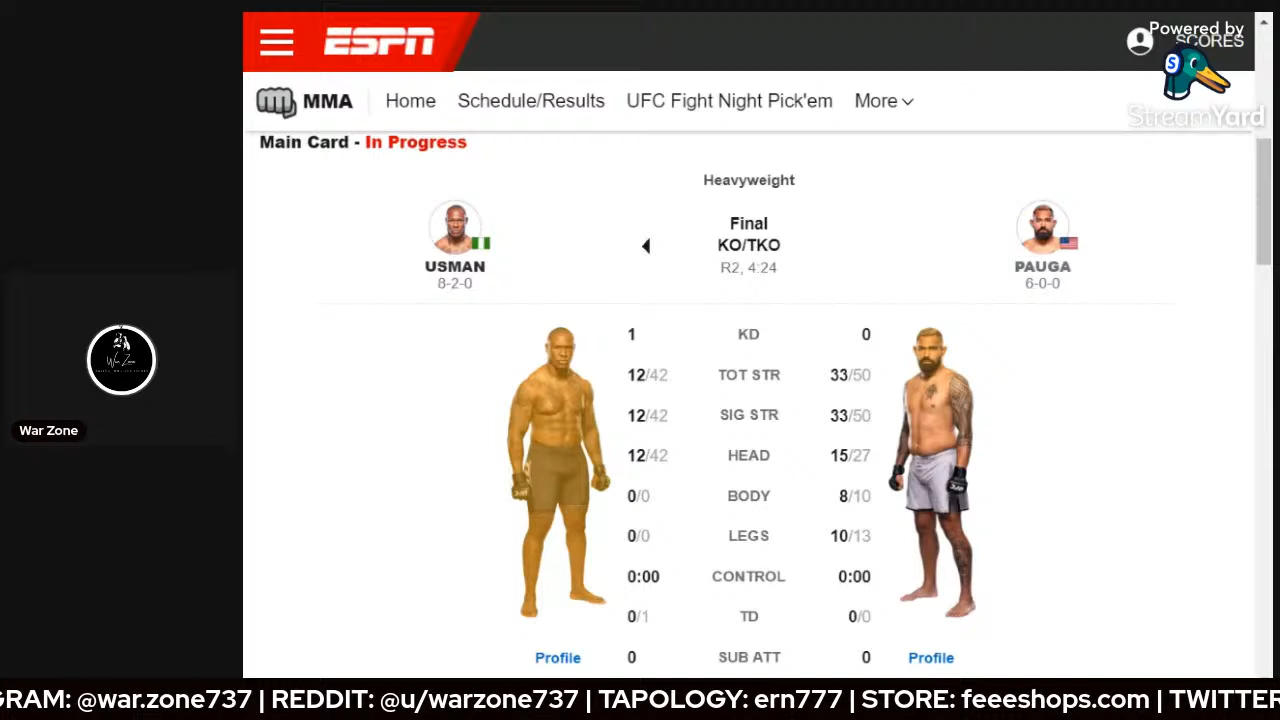 Powered by
ESPN
SCORES
StreamYard
MMA Home Schedule/Results UFC Fight Night Pick'em More
Main Card - In Progress
Heavyweight
Final
KO/TKO
R2, 4:24
USMAN
8-2-0
PAUGA
6-0-0
1 KD 0
12/42 TOT STR 33/50
12/42 SIG STR 33/50
12/42 HEAD 15/27
0/0 BODY 8/10
0/0 LEGS 10/13
0:00 CONTROL 0:00
0/1 TD 0/0
Profile 0 SUB ATT 0 Profile
War Zone
War Zone
GRAM: @war.zone737 | REDDIT: @u/warzone737 | TAPOLOGY: ern777 | STORE: feeeshops.com | TWITTER